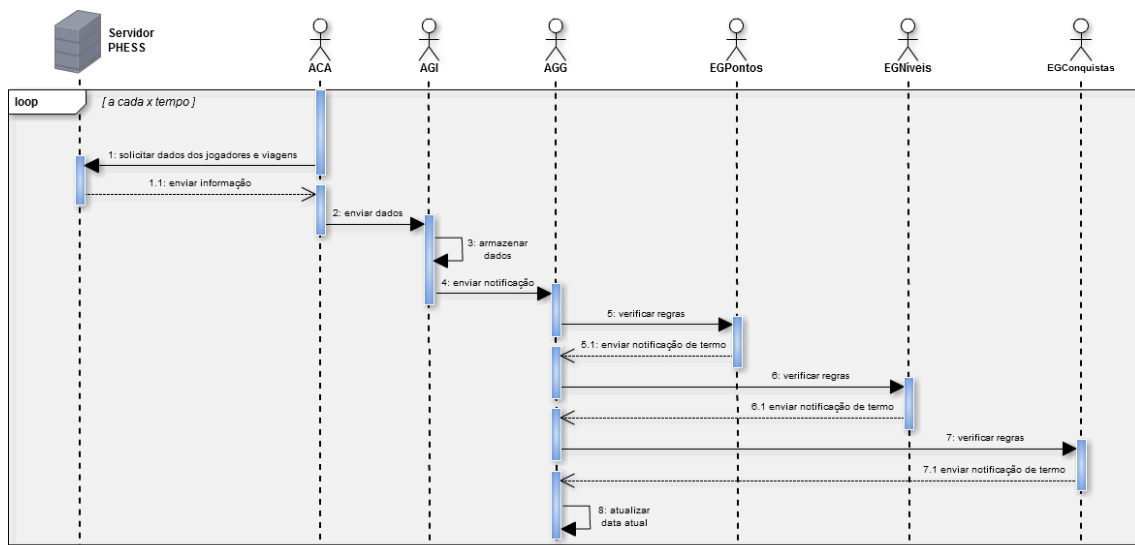 Servidor
PHESS
ACA
AGI
AGG
EGPontos
EGNíveis
EGConquistas
loop
[ a cada x tempo ]
1: solicitar dados dos jogadores e viagens
1.1: enviar informação
2: enviar dados
3: armazenar
dados
4: enviar notificação
5: verificar regras
5.1: enviar notificação de termo
6: verificar regras
6.1 enviar notificação de termo
7: verificar regras
7.1 enviar notificação de termo
8: atualizar
data atual